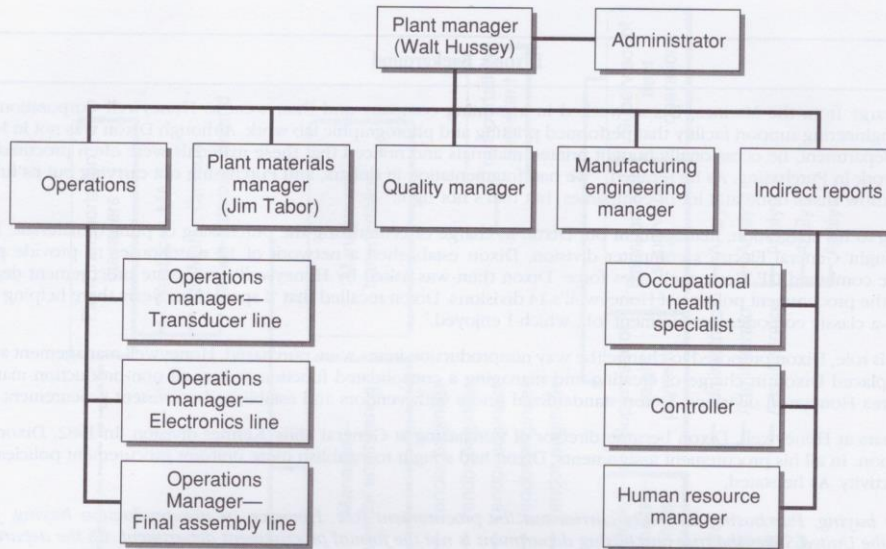 Plant manager
(Walt Hussey)
Administrator
Operations
Plant materials
manager
(Jim Tabor)
Quality manager
Manufacturing
engineering
manager
Indirect reports
Operations
manager—
Transducer line
Operations
manager—
Electronics line
Operations
Manager—
Final assembly line
Occupational
health
specialist
Controller
Human resource
manager